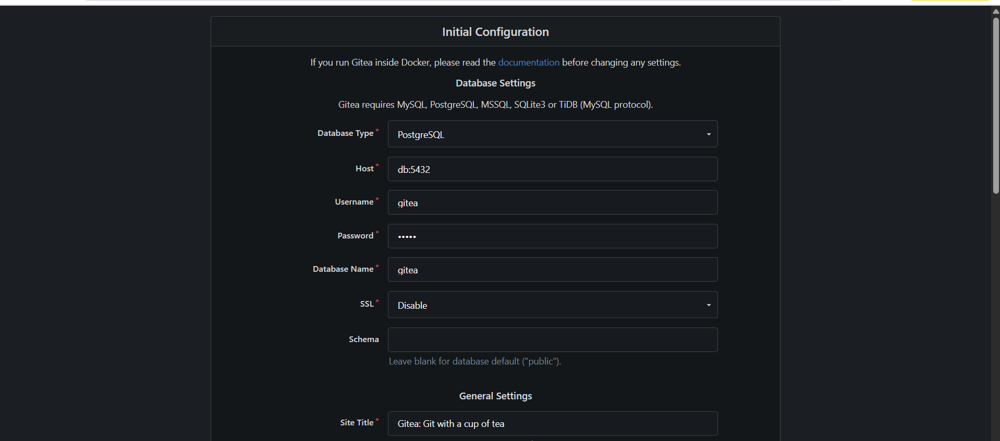 Initial Configuration
If you run Gitea inside Docker, please read the documentation before changing any settings.
Database Settings
Gitea requires MySQL, PostgreSQL, MSSQL, SQLite3 or TiDB (MySQL protocol).
Database Type *
PostgreSQL
Host *
db:5432
Username *
gitea
Password *
•••••
Database Name *
gitea
SSL *
Disable
Schema
Leave blank for database default ("public").
General Settings
Site Title *
Gitea: Git with a cup of tea